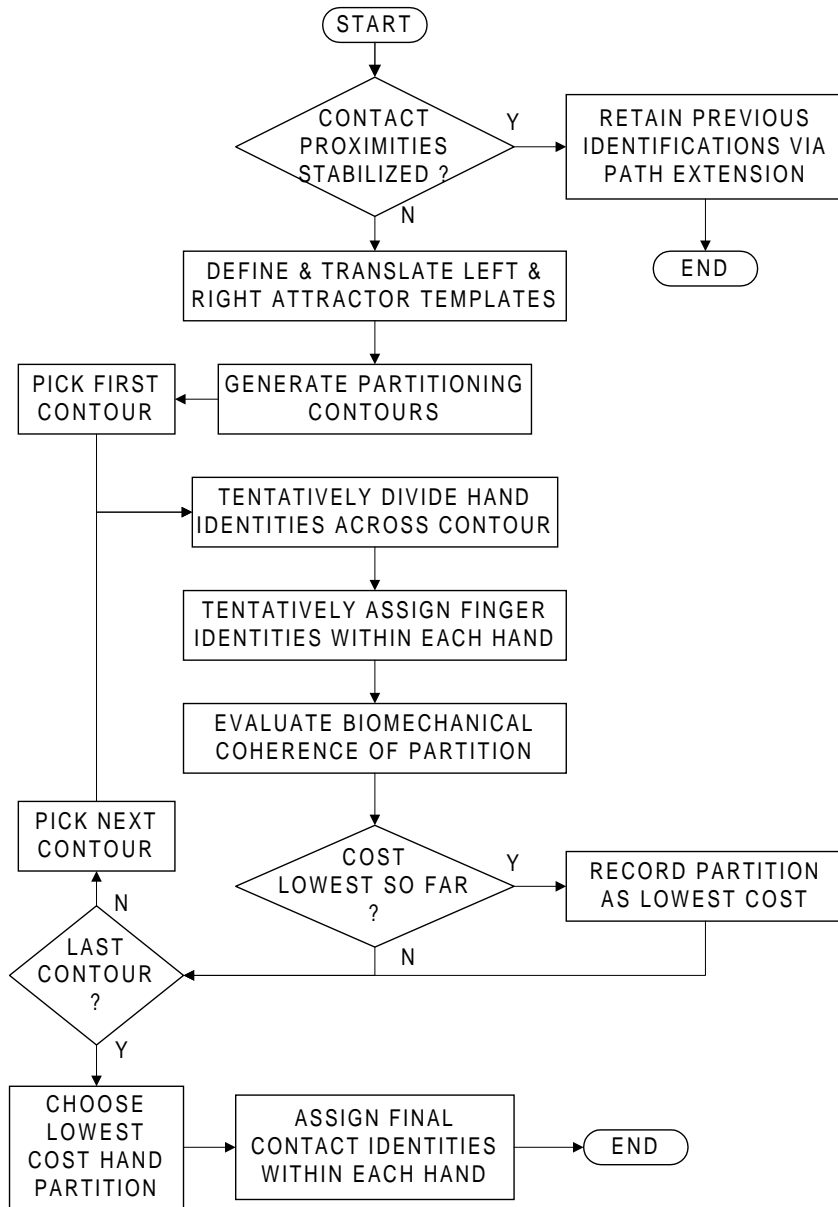 START
CONTACT
PROXIMITIES
STABILIZED ?
Y
RETAIN PREVIOUS
IDENTIFICATIONS VIA
PATH EXTENSION
N
END
DEFINE & TRANSLATE LEFT &
RIGHT ATTRACTOR TEMPLATES
PICK FIRST
CONTOUR
GENERATE PARTITIONING
CONTOURS
TENTATIVELY DIVIDE HAND
IDENTITIES ACROSS CONTOUR
TENTATIVELY ASSIGN FINGER
IDENTITIES WITHIN EACH HAND
EVALUATE BIOMECHANICAL
COHERENCE OF PARTITION
PICK NEXT
CONTOUR
COST
LOWEST SO FAR
?
Y
RECORD PARTITION
AS LOWEST COST
N
N
LAST
CONTOUR
?
Y
CHOOSE
LOWEST
COST HAND
PARTITION
ASSIGN FINAL
CONTACT IDENTITIES
WITHIN EACH HAND
END